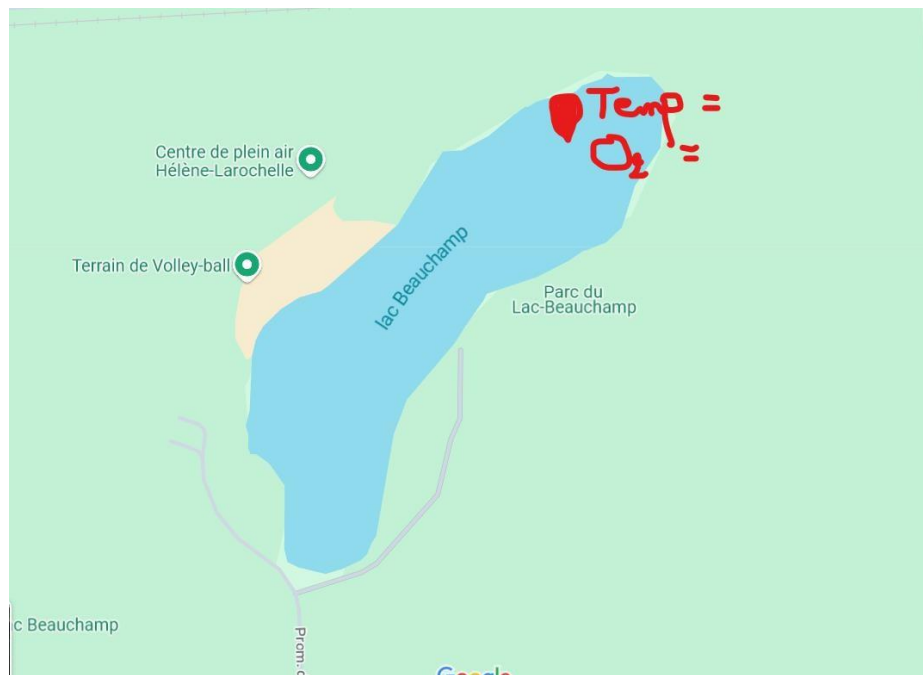 Temp =
O₂ =
Centre de plein air
Hélène-Larochelle
Terrain de Volley-ball
lac Beauchamp
Parc du
Lac-Beauchamp
c Beauchamp
Prom. d
Google